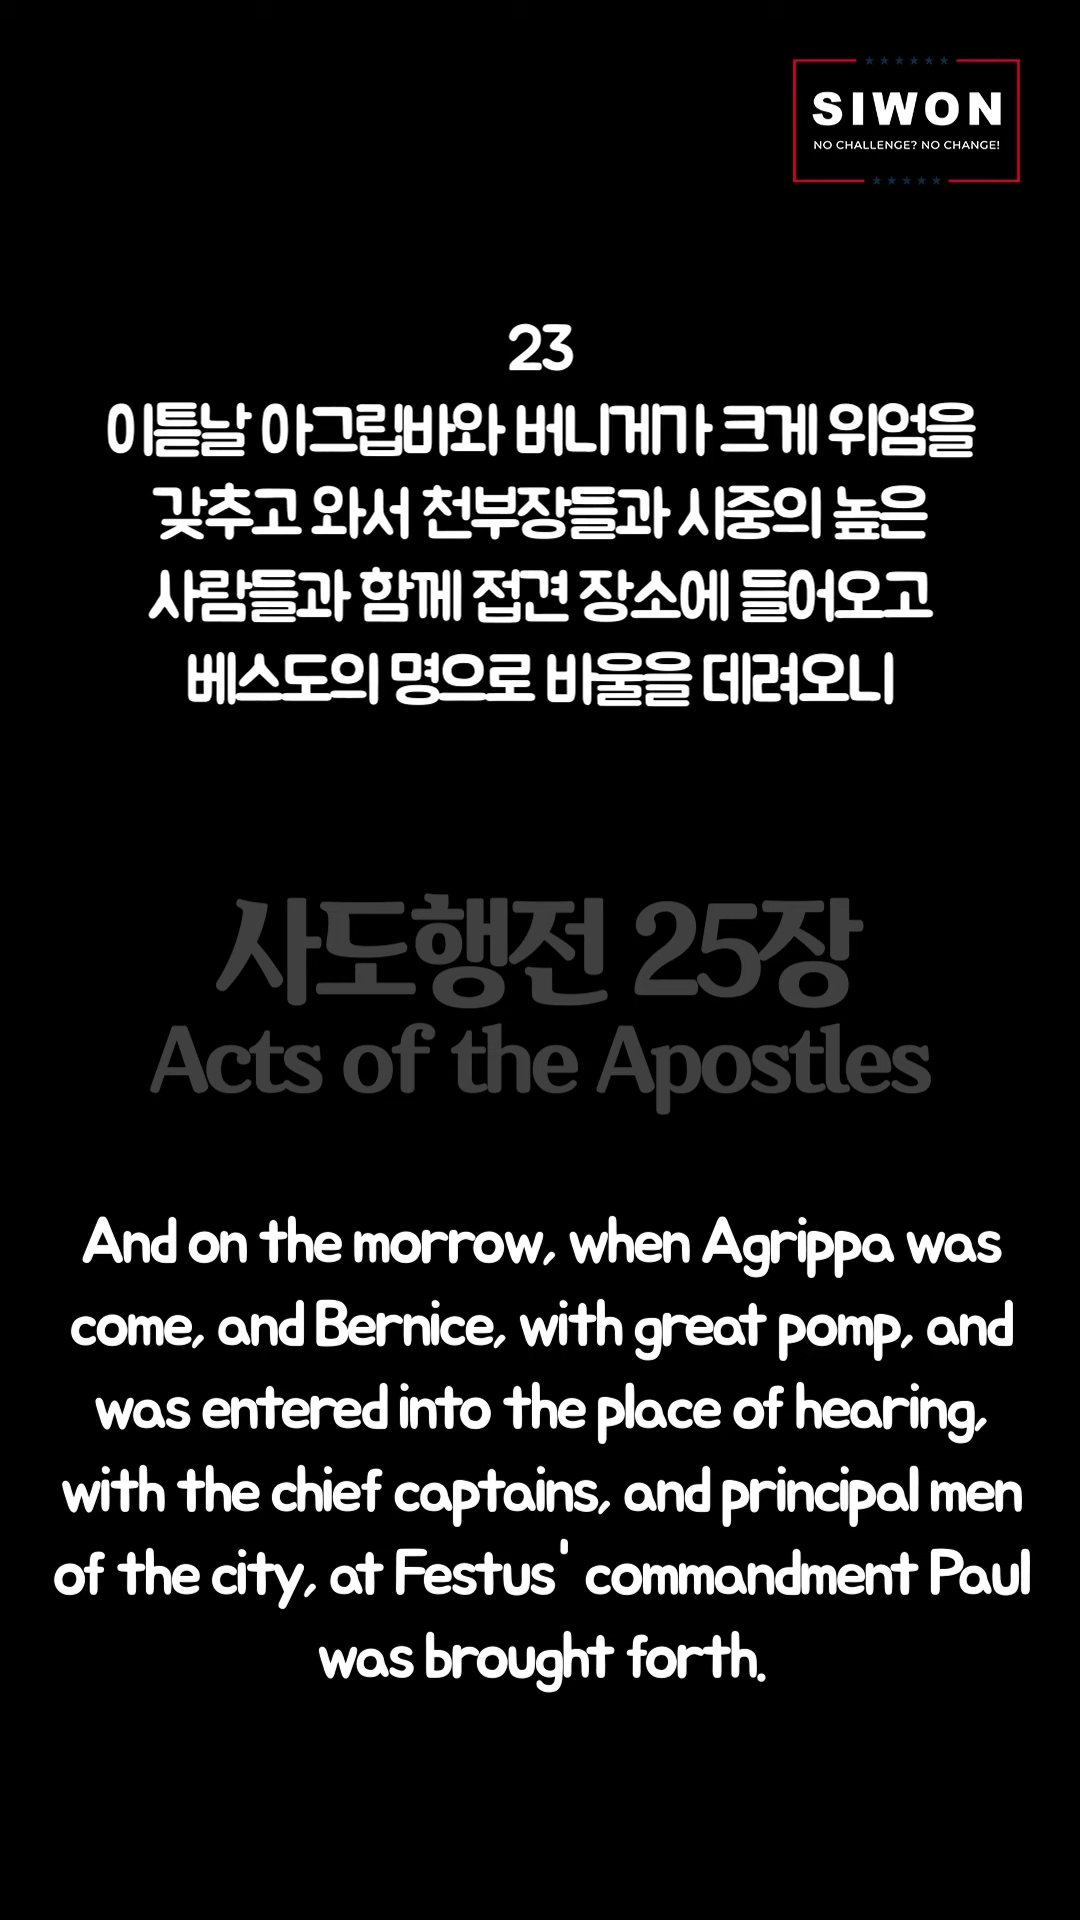 SIWON
NO CHALLENGE? NO CHANGE!
23
이튿날 아그립바와 버니게가 크게 위엄을
갖추고 와서 천부장들과 시중의 높은
사람들과 함께 접견 장소에 들어오고
베스도의 명으로 바울을 데려오니
사도행전 25장
Acts of the Apostles
And on the morrow, when Agrippa was
come, and Bernice, with great pomp, and
was entered into the place of hearing,
with the chief captains, and principal men
of the city, at Festus' commandment Paul
was brought forth.